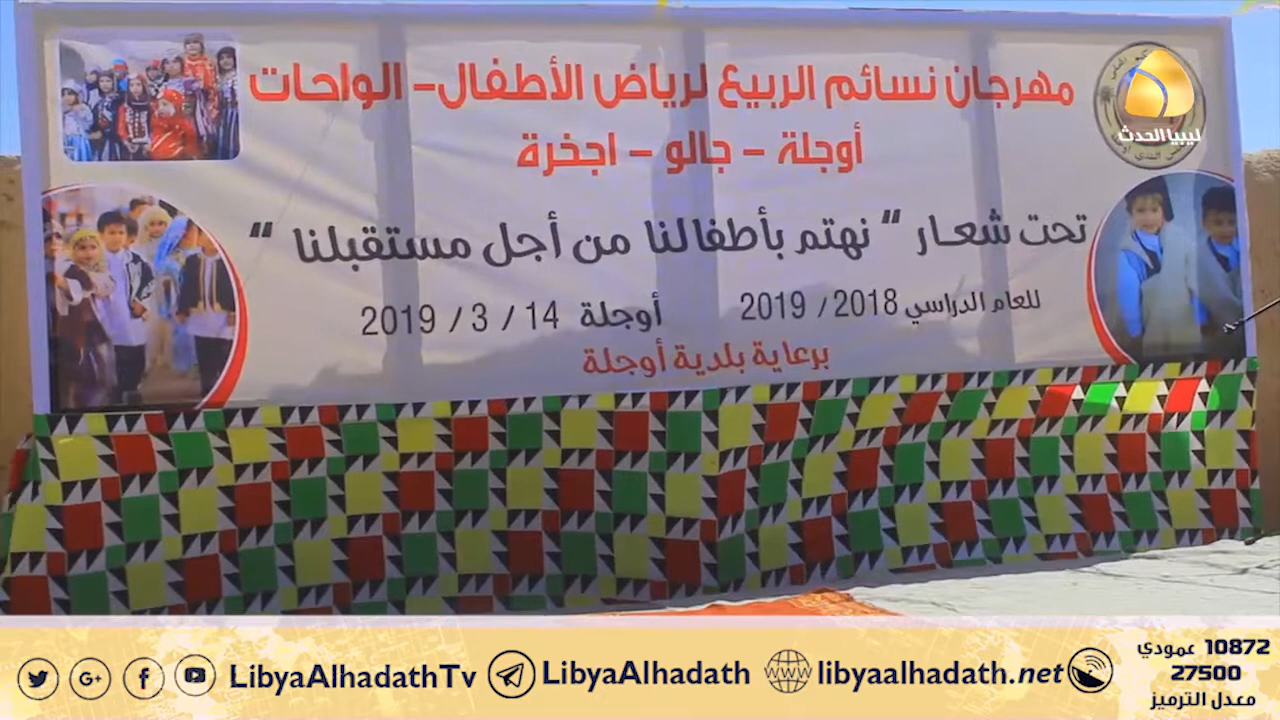 مهرجان نسائم الربيع لرياض الأطفال- الواحات
أوجلة - جالو - اجخرة
تحت شعـار " نهتم بأطفالنا من أجل مستقبلنا "
للعام الدراسي 2018 / 2019 أوجلة 14 / 3 / 2019
برعاية بلدية أوجلة
ليبيا الحدث
LibyaAlhadathTv LibyaAlhadath libyaalhadath.net
10872 عمودي
27500
معدل الترميز